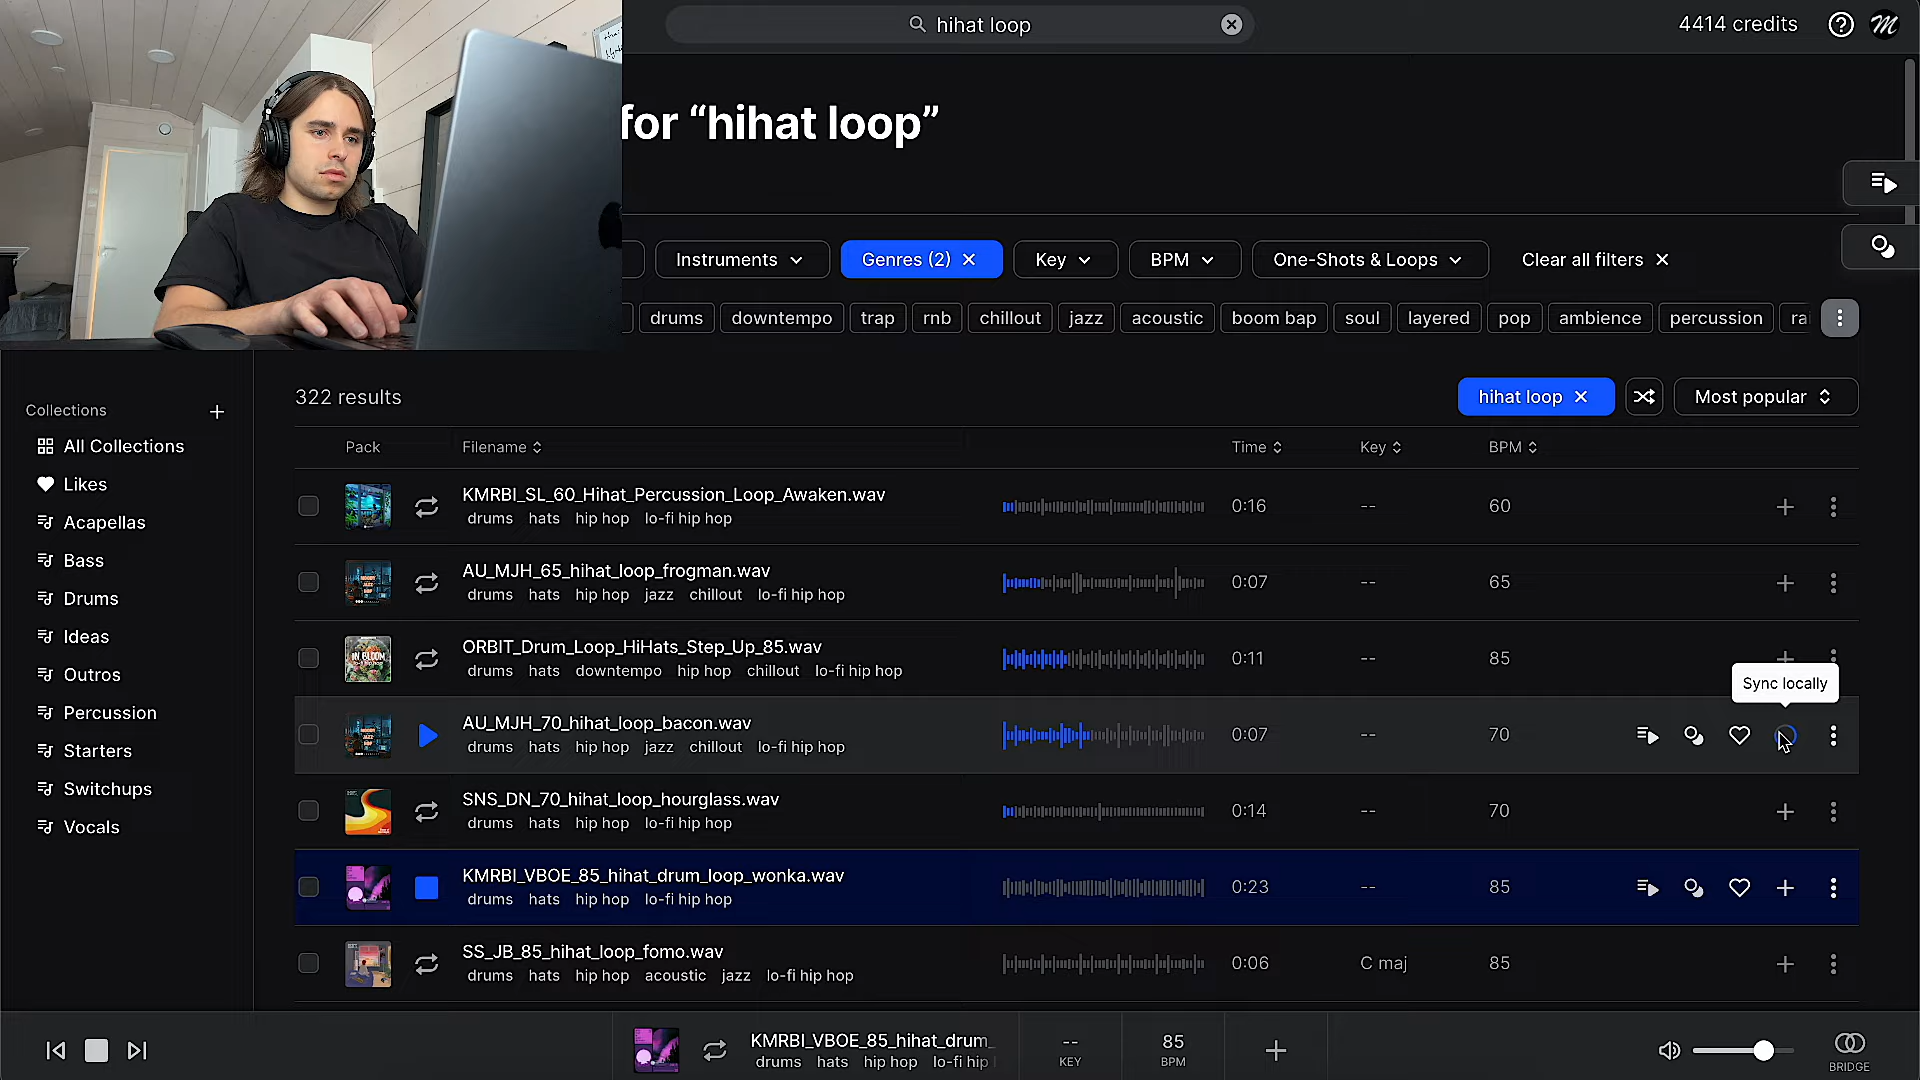 hihat loop
4414 credits
for “hihat loop”
Instruments
Genres (2)
Key
BPM
One-Shots & Loops
Clear all filters
drums
downtempo
trap
rnb
chillout
jazz
acoustic
boom bap
soul
layered
pop
ambience
percussion
ra
Collections
All Collections
Likes
Acapellas
Bass
Drums
Ideas
Outros
Percussion
Starters
Switchups
Vocals
322 results
hihat loop
Most popular
Pack Filename Time Key BPM
KMRBI_SL_60_Hihat_Percussion_Loop_Awaken.wav
drums hats hip hop lo-fi hip hop
0:16 -- 60
AU_MJH_65_hihat_loop_frogman.wav
drums hats hip hop jazz chillout lo-fi hip hop
0:07 -- 65
IN BLOOM
ORBIT_Drum_Loop_HiHats_Step_Up_85.wav
drums hats downtempo hip hop chillout lo-fi hip hop
0:11 -- 85
Sync locally
AU_MJH_70_hihat_loop_bacon.wav
drums hats hip hop jazz chillout lo-fi hip hop
0:07 -- 70
SNS_DN_70_hihat_loop_hourglass.wav
drums hats hip hop lo-fi hip hop
0:14 -- 70
KMRBI_VBOE_85_hihat_drum_loop_wonka.wav
drums hats hip hop lo-fi hip hop
0:23 -- 85
SS_JB_85_hihat_loop_fomo.wav
drums hats hip hop acoustic jazz lo-fi hip hop
0:06 C maj 85
KMRBI_VBOE_85_hihat_drum_
drums hats hip hop lo-fi hip
--
KEY
85
BPM
BRIDGE